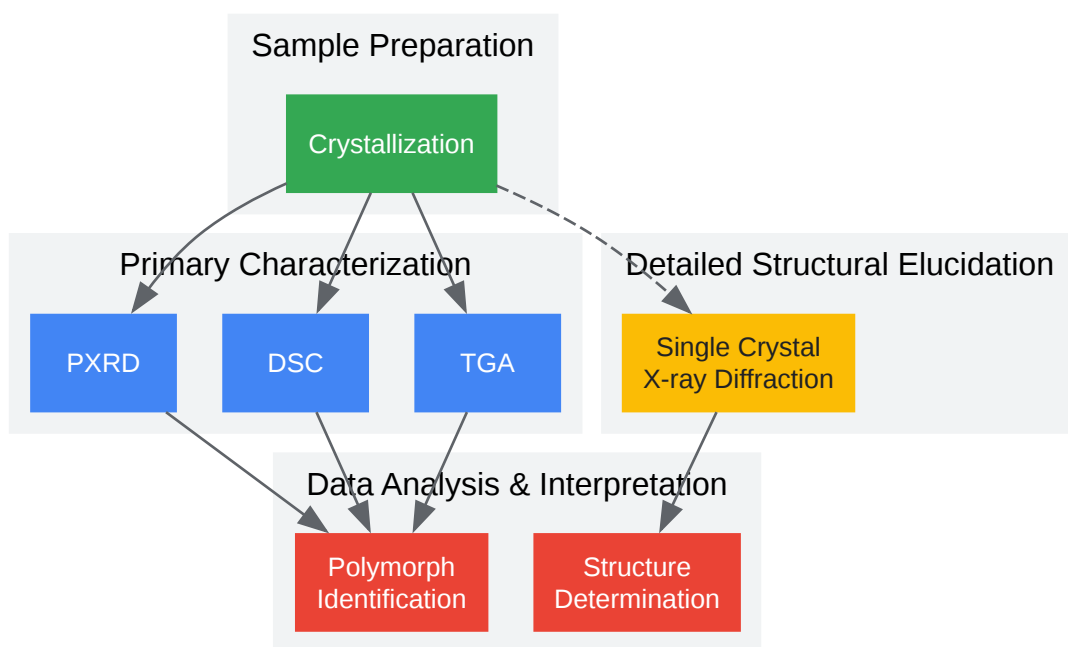 Sample Preparation
Crystallization
Primary Characterization
Detailed Structural Elucidation
PXRD
DSC
TGA
Single Crystal
X-ray Diffraction
Data Analysis & Interpretation
Polymorph
Identification
Structure
Determination